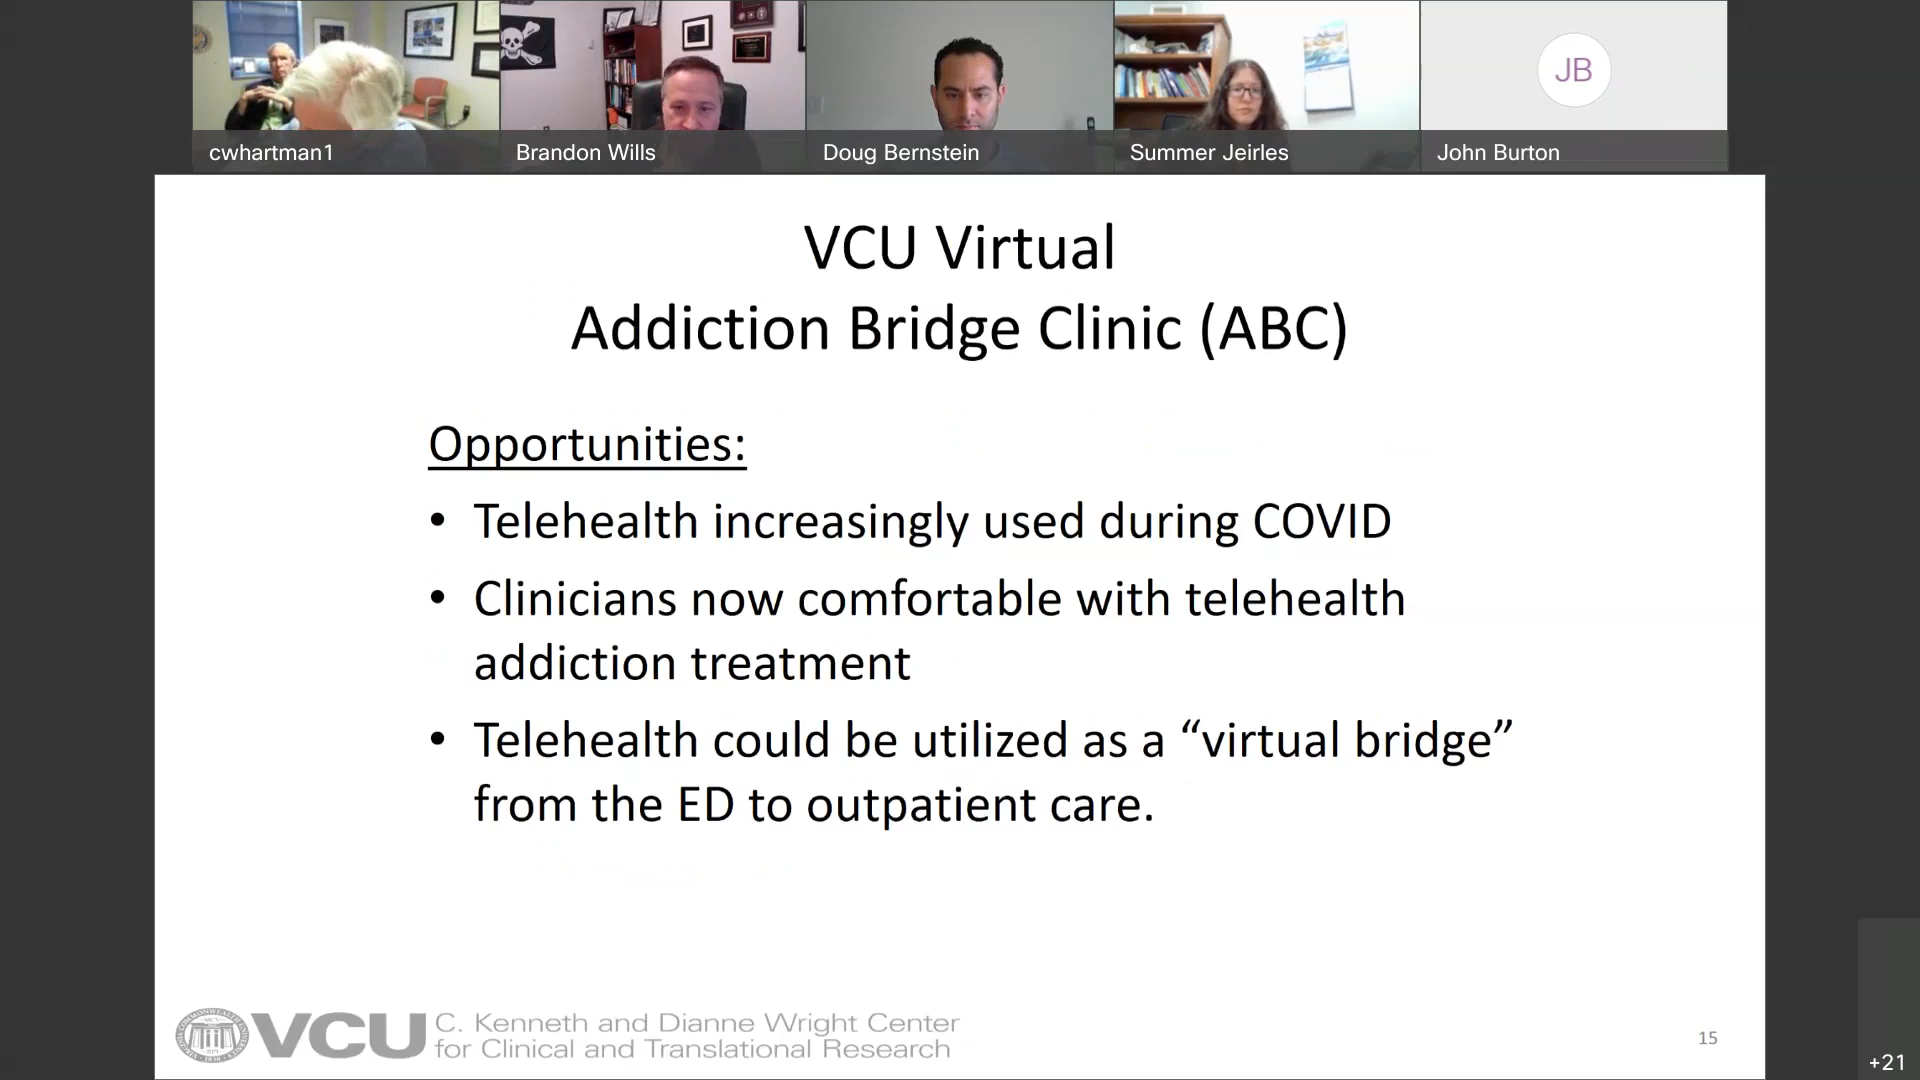 cwhartman1
Brandon Wills
Doug Bernstein
Summer Jeirles
JB
John Burton
VCU Virtual
Addiction Bridge Clinic (ABC)
Opportunities:
• Telehealth increasingly used during COVID
• Clinicians now comfortable with telehealth
addiction treatment
• Telehealth could be utilized as a “virtual bridge”
from the ED to outpatient care.
VCU
C. Kenneth and Dianne Wright Center
for Clinical and Translational Research
15
+21